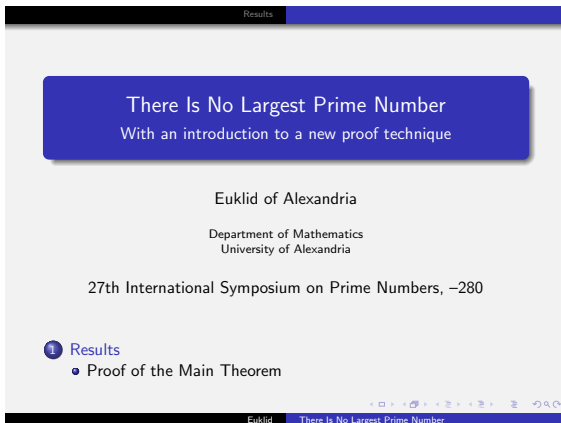 Results
There Is No Largest Prime Number
With an introduction to a new proof technique
Euklid of Alexandria
Department of Mathematics
University of Alexandria
27th International Symposium on Prime Numbers, –280
1 Results
Proof of the Main Theorem
Euklid There Is No Largest Prime Number